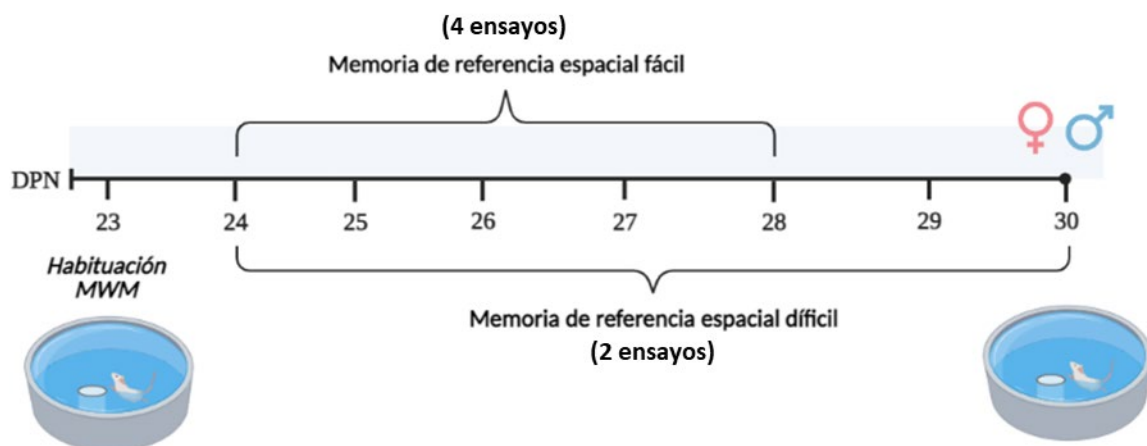 (4 ensayos)
Memoria de referencia espacial fácil
DPN
23 24 25 26 27 28 29 30
Habituación
MWM
Memoria de referencia espacial díficil
(2 ensayos)